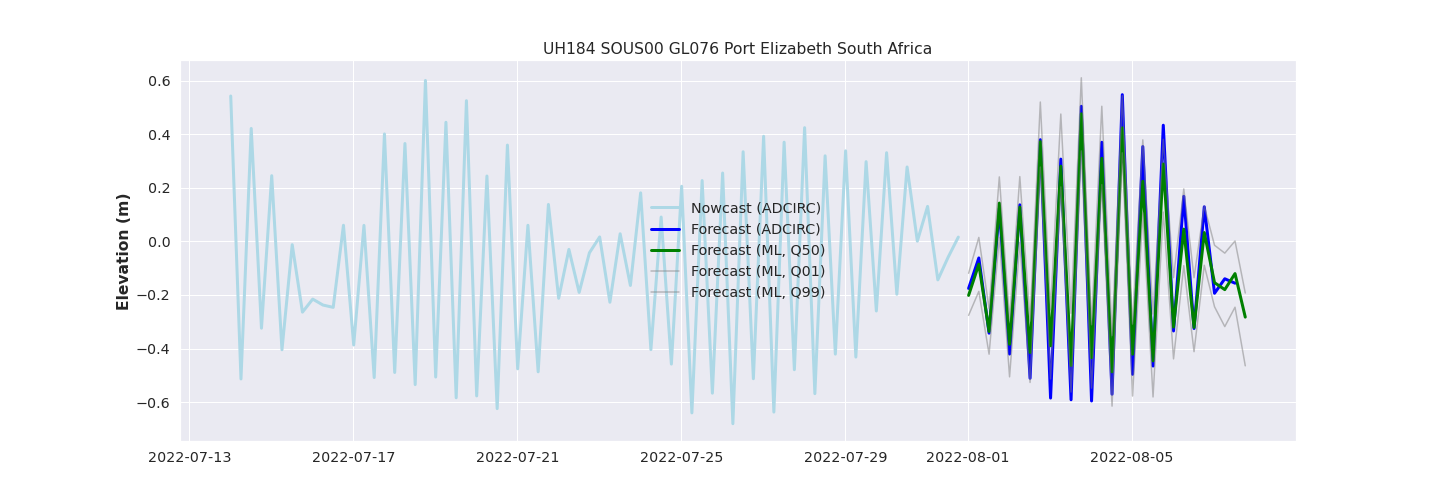 UH184 SOUS00 GL076 Port Elizabeth South Africa
Elevation (m)
0.6
0.4
0.2
0.0
−0.2
−0.4
−0.6
Nowcast (ADCIRC)
Forecast (ADCIRC)
Forecast (ML, Q50)
Forecast (ML, Q01)
Forecast (ML, Q99)
2022-07-13 2022-07-17 2022-07-21 2022-07-25 2022-07-29 2022-08-01 2022-08-05